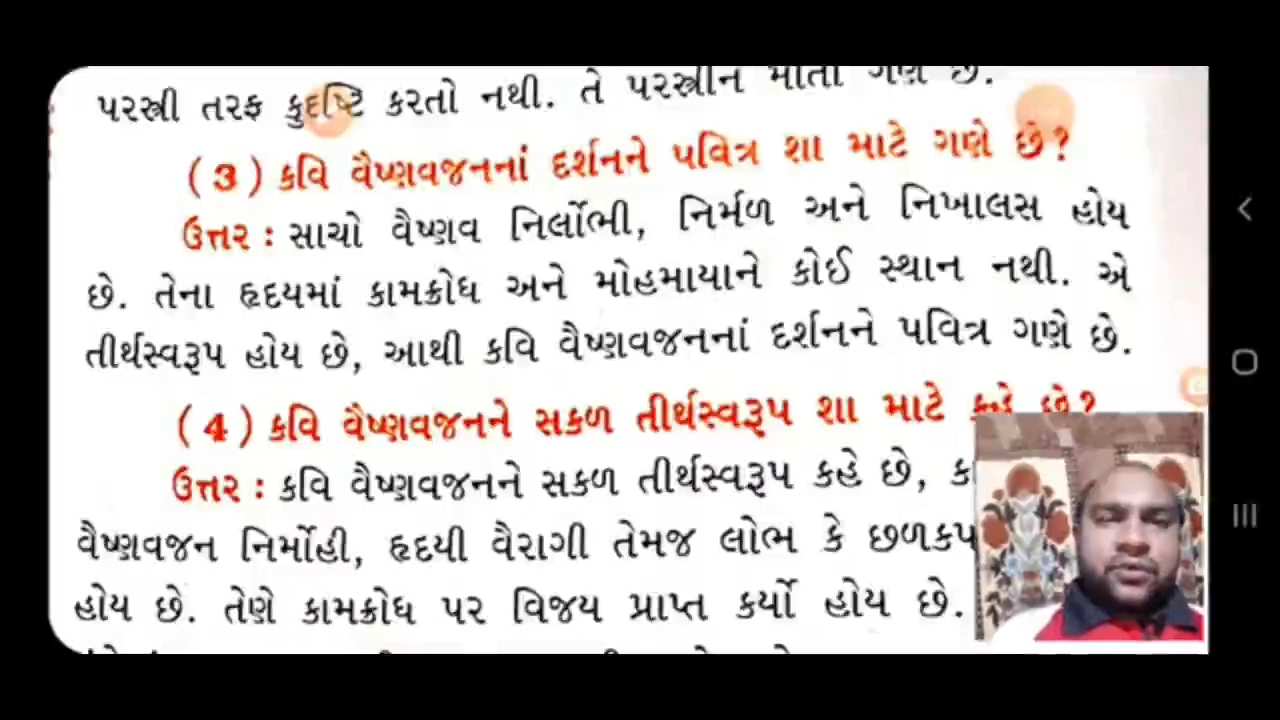 પરસ્ત્રી તરફ કુદૃષ્ટિ કરતો નથી. તે પરસ્ત્રીને માતા ગણે છે.
(3) કવિ વૈષ્ણવજનનાં દર્શનને પવિત્ર શા માટે ગણે છે?
ઉત્તર : સાચો વૈષ્ણવ નિર્લોભી, નિર્મળ અને નિખાલસ હોય
છે. તેના હૃદયમાં કામક્રોધ અને મોહમાયાને કોઈ સ્થાન નથી. એ
તીર્થસ્વરૂપ હોય છે, આથી કવિ વૈષ્ણવજનનાં દર્શનને પવિત્ર ગણે છે.
(4) કવિ વૈષ્ણવજનને સકળ તીર્થસ્વરૂપ શા માટે કહે છે?
ઉત્તર : કવિ વૈષ્ણવજનને સકળ તીર્થસ્વરૂપ કહે છે,
વૈષ્ણવજન નિર્મોહી, હૃદયી વૈરાગી તેમજ લોભ કે
હોય છે. તેણે કામક્રોધ પર વિજય પ્રાપ્ત કર્યો હોય છે.